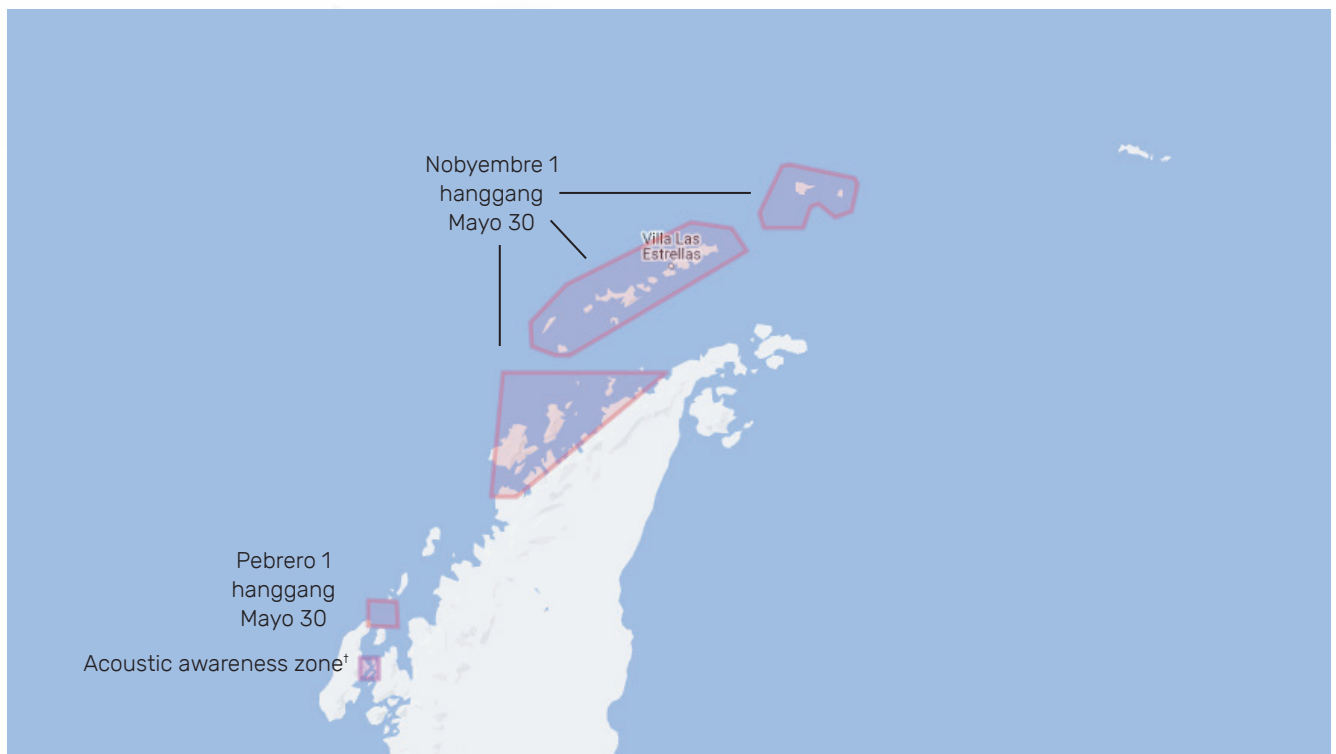 Nobyembre 1
hanggang
Mayo 30
Villa Las
Estrellas
Pebrero 1
hanggang
Mayo 30
Acoustic awareness zone†